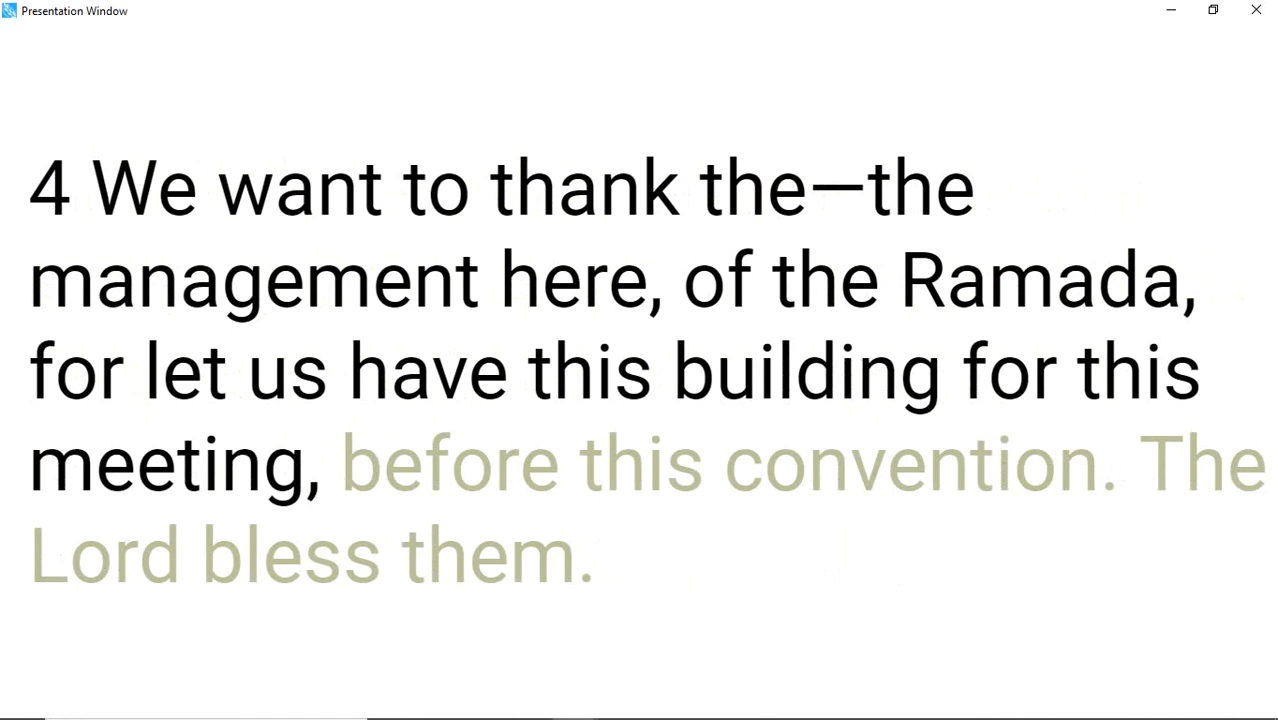 Presentation Window
4 We want to thank the—the
management here, of the Ramada,
for let us have this building for this
meeting, before this convention. The
Lord bless them.